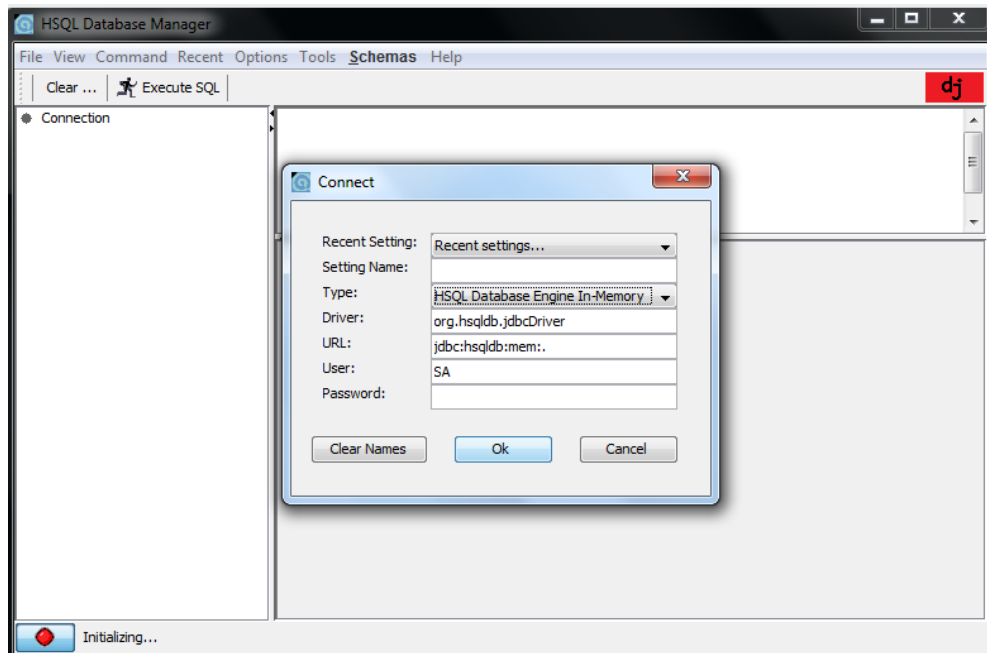 HSQL Database Manager
File View Command Recent Options Tools Schemas Help
Clear ... Execute SQL
dj
Connection
Connect
Recent Setting: Recent settings...
Setting Name:
Type: HSQL Database Engine In-Memory
Driver: org.hsqldb.jdbcDriver
URL: jdbc:hsqldb:mem:.
User: SA
Password:
Clear Names Ok Cancel
Initializing...